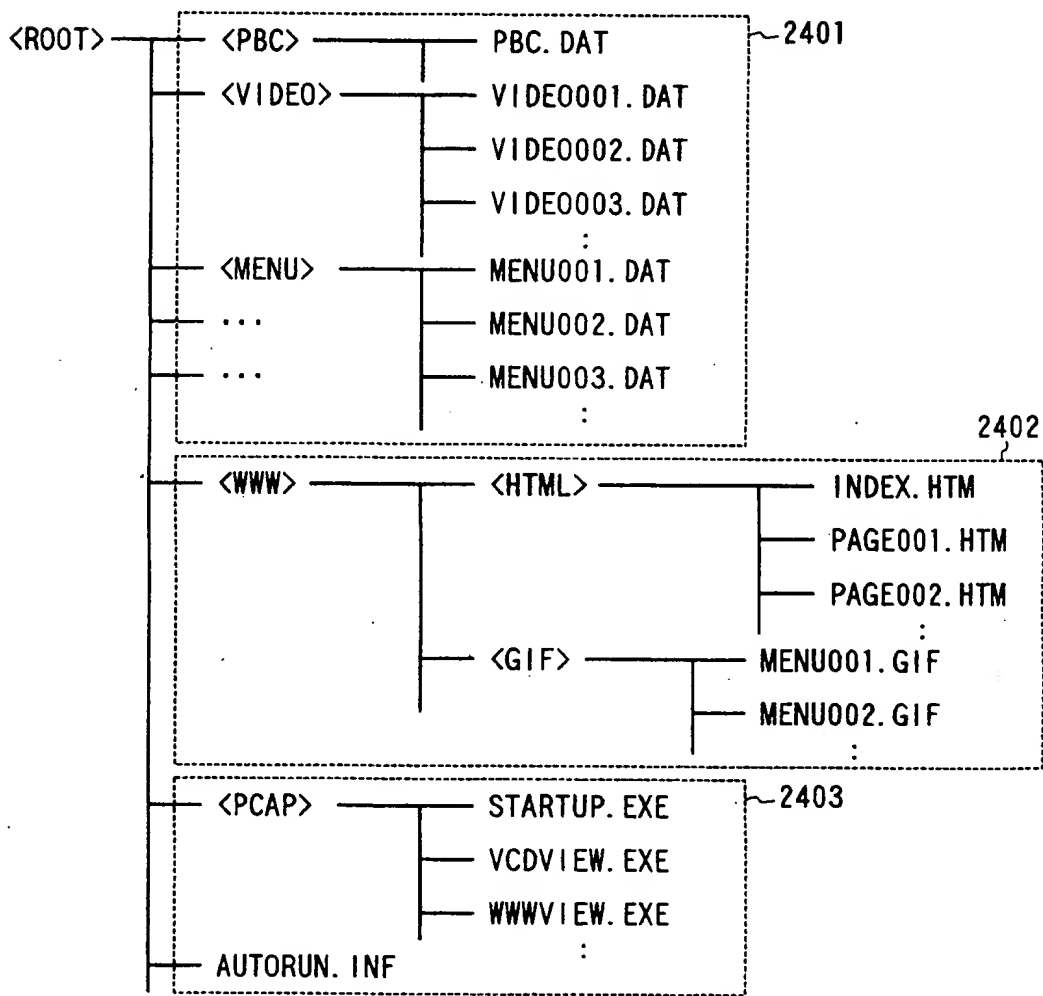 <ROOT> <PBC> PBC.DAT 2401
<VIDEO> VIDEO001.DAT
VIDEO002.DAT
VIDEO003.DAT
:
<MENU> MENU001.DAT
... MENU002.DAT
... MENU003.DAT
:
2402
<WWW> <HTML> INDEX.HTM
PAGE001.HTM
PAGE002.HTM
:
<GIF> MENU001.GIF
MENU002.GIF
:
<PCAP> STARTUP.EXE 2403
VCDVIEW.EXE
WWWVIEW.EXE
:
AUTORUN.INF